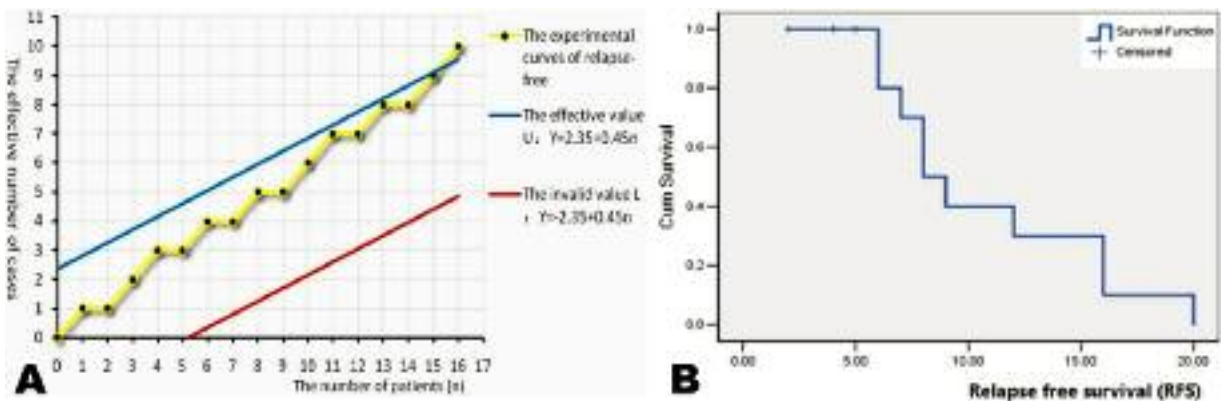 The effective number of cases
11
10
9
8
7
6
5
4
3
2
1
0
0 1 2 3 4 5 6 7 8 9 10 11 12 13 14 15 16 17
The number of patients (n)
The experimental
curves of relapse-
free
The effective value
U: Y=2.35+0.45n
The invalid value L
: Y=-2.35+0.45n
A
Cum Survival
1.0
0.8
0.6
0.4
0.2
0.0
0.00 5.00 10.00 15.00 20.00
Relapse free survival (RFS)
Survival Function
Censured
B